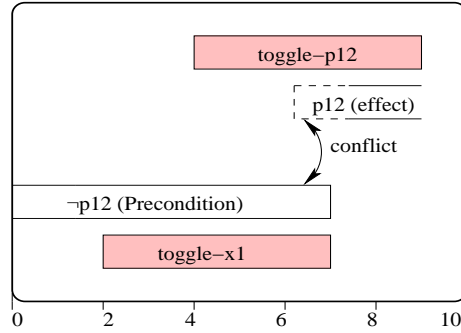 toggle−p12
p12 (effect)
conflict
¬p12 (Precondition)
toggle−x1
0 2 4 6 8 10